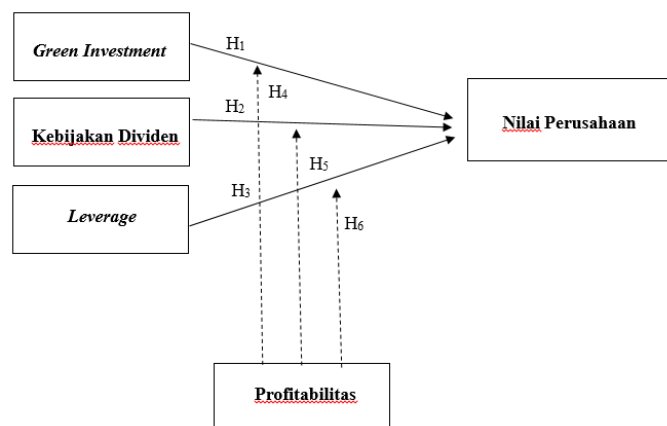 Green Investment
H1
H4
H2
Kebijakan Dividen
Nilai Perusahaan
H5
H3
Leverage
H6
Profitabilitas